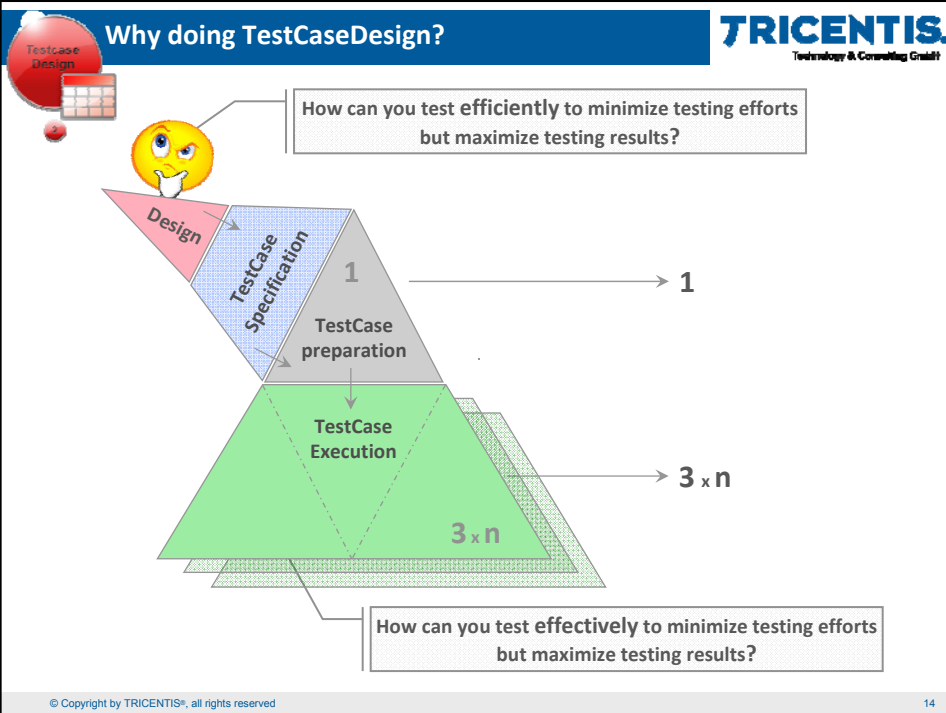 Testcase
Design
2
Why doing TestCaseDesign?
TRICENTIS.
Technology & Consulting GmbH
How can you test efficiently to minimize testing efforts
but maximize testing results?
Design
TestCase
Specification
1
TestCase
preparation
1
TestCase
Execution
3 x n
3 x n
How can you test effectively to minimize testing efforts
but maximize testing results?
© Copyright by TRICENTIS®, all rights reserved
14